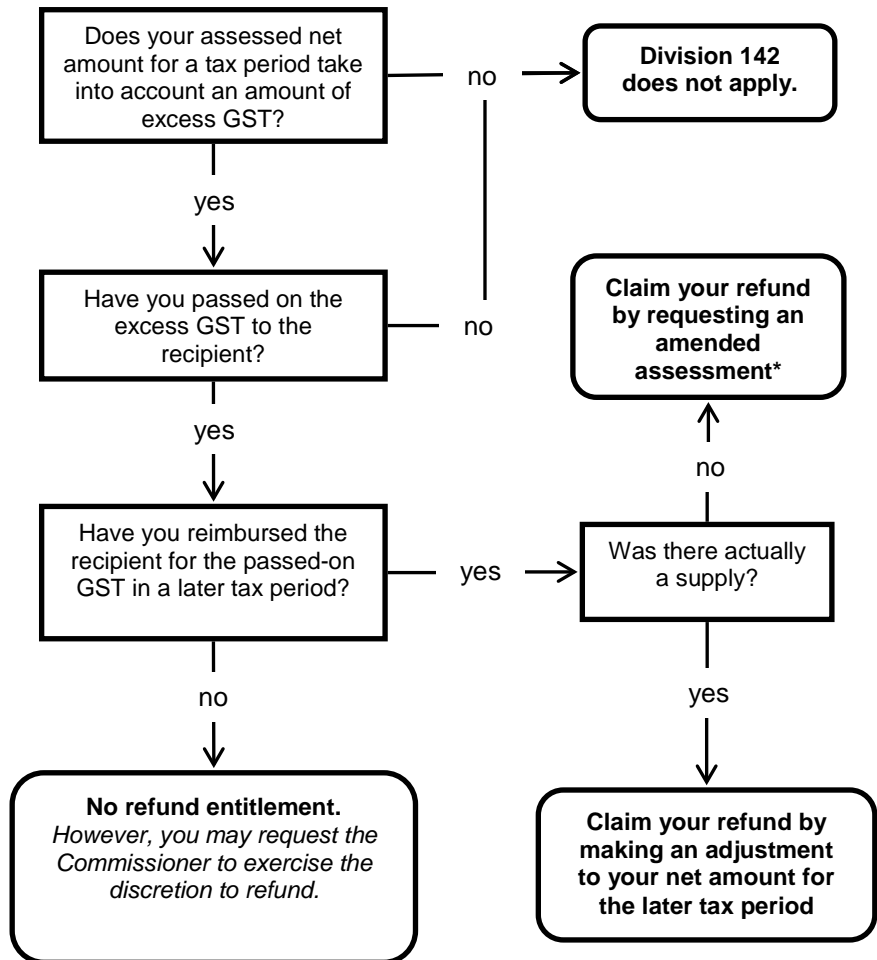 Does your assessed net
amount for a tax period take
into account an amount of
excess GST?
no
Division 142
does not apply.
yes
Have you passed on the
excess GST to the
recipient?
no
Claim your refund
by requesting an
amended
assessment*
yes
no
Have you reimbursed the
recipient for the passed-on
GST in a later tax period?
yes
Was there actually
a supply?
no
yes
No refund entitlement.
However, you may request the
Commissioner to exercise the
discretion to refund.
Claim your refund by
making an adjustment
to your net amount for
the later tax period